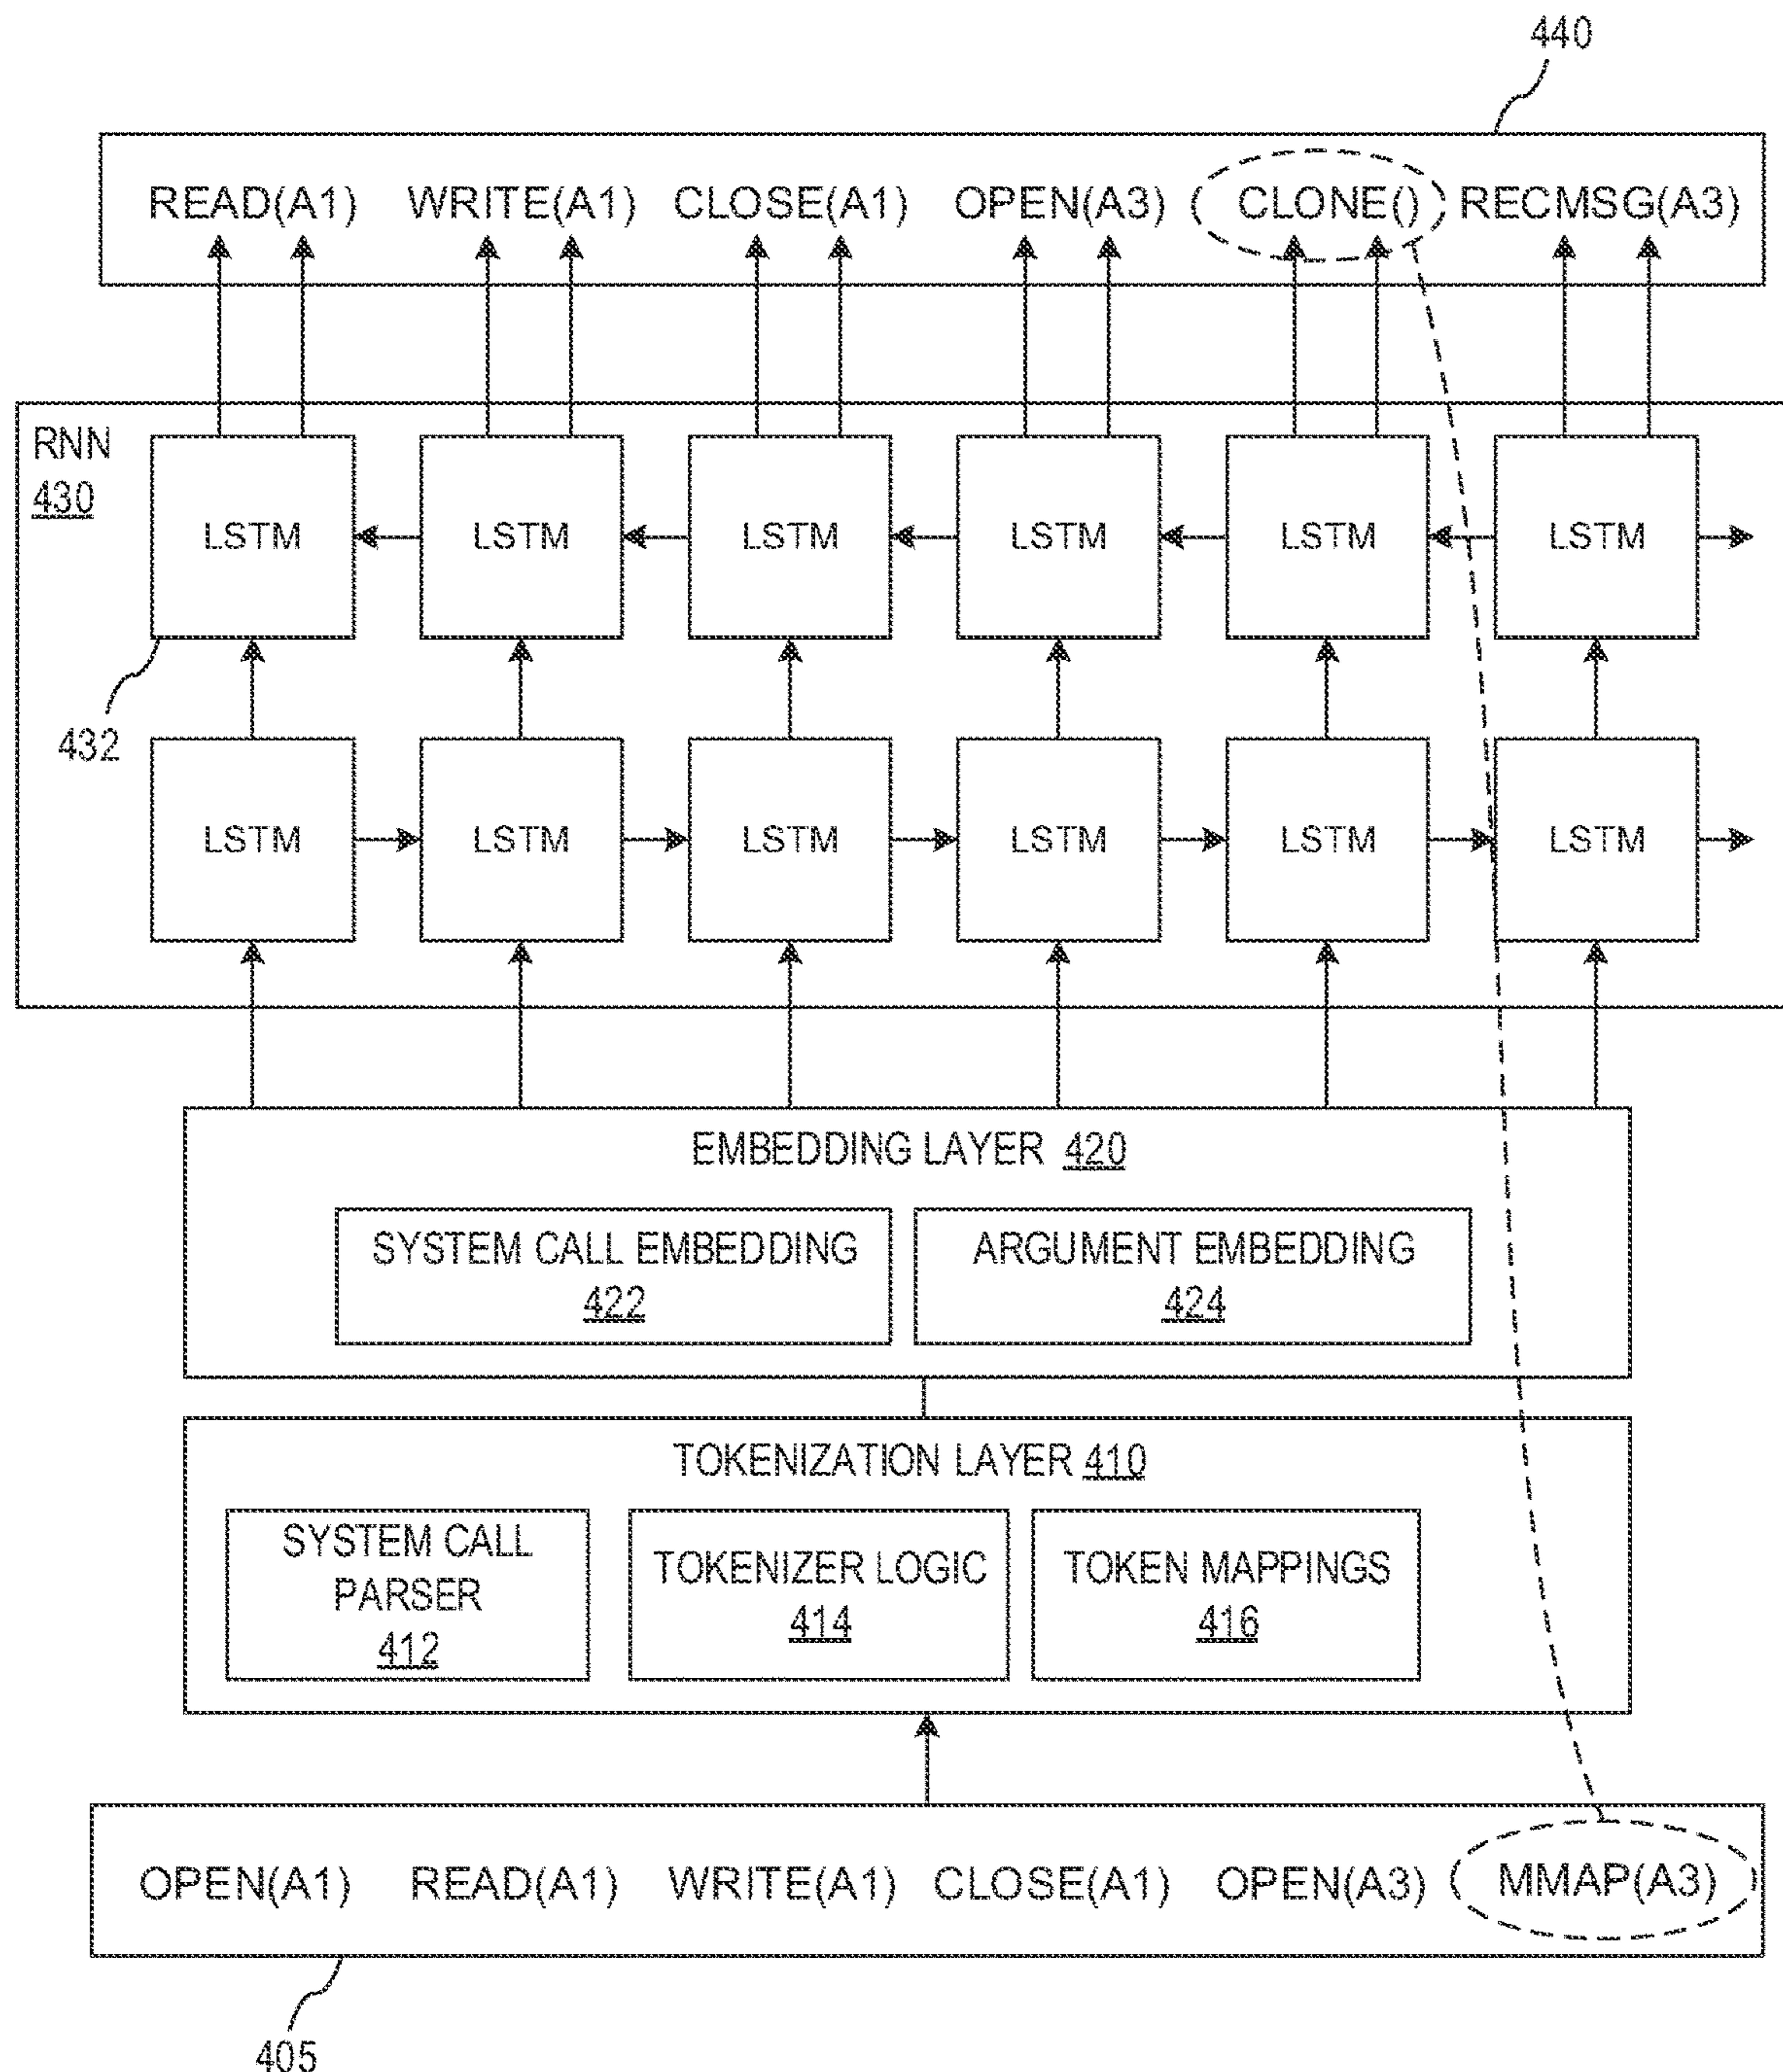 440
READ(A1) WRITE(A1) CLOSE(A1) OPEN(A3) CLONE() RECMSG(A3)
RNN
430
LSTM LSTM LSTM LSTM LSTM LSTM
432
LSTM LSTM LSTM LSTM LSTM LSTM
EMBEDDING LAYER 420
SYSTEM CALL EMBEDDING
422
ARGUMENT EMBEDDING
424
TOKENIZATION LAYER 410
SYSTEM CALL
PARSER
412
TOKENIZER LOGIC
414
TOKEN MAPPINGS
416
OPEN(A1) READ(A1) WRITE(A1) CLOSE(A1) OPEN(A3) MMAP(A3)
405